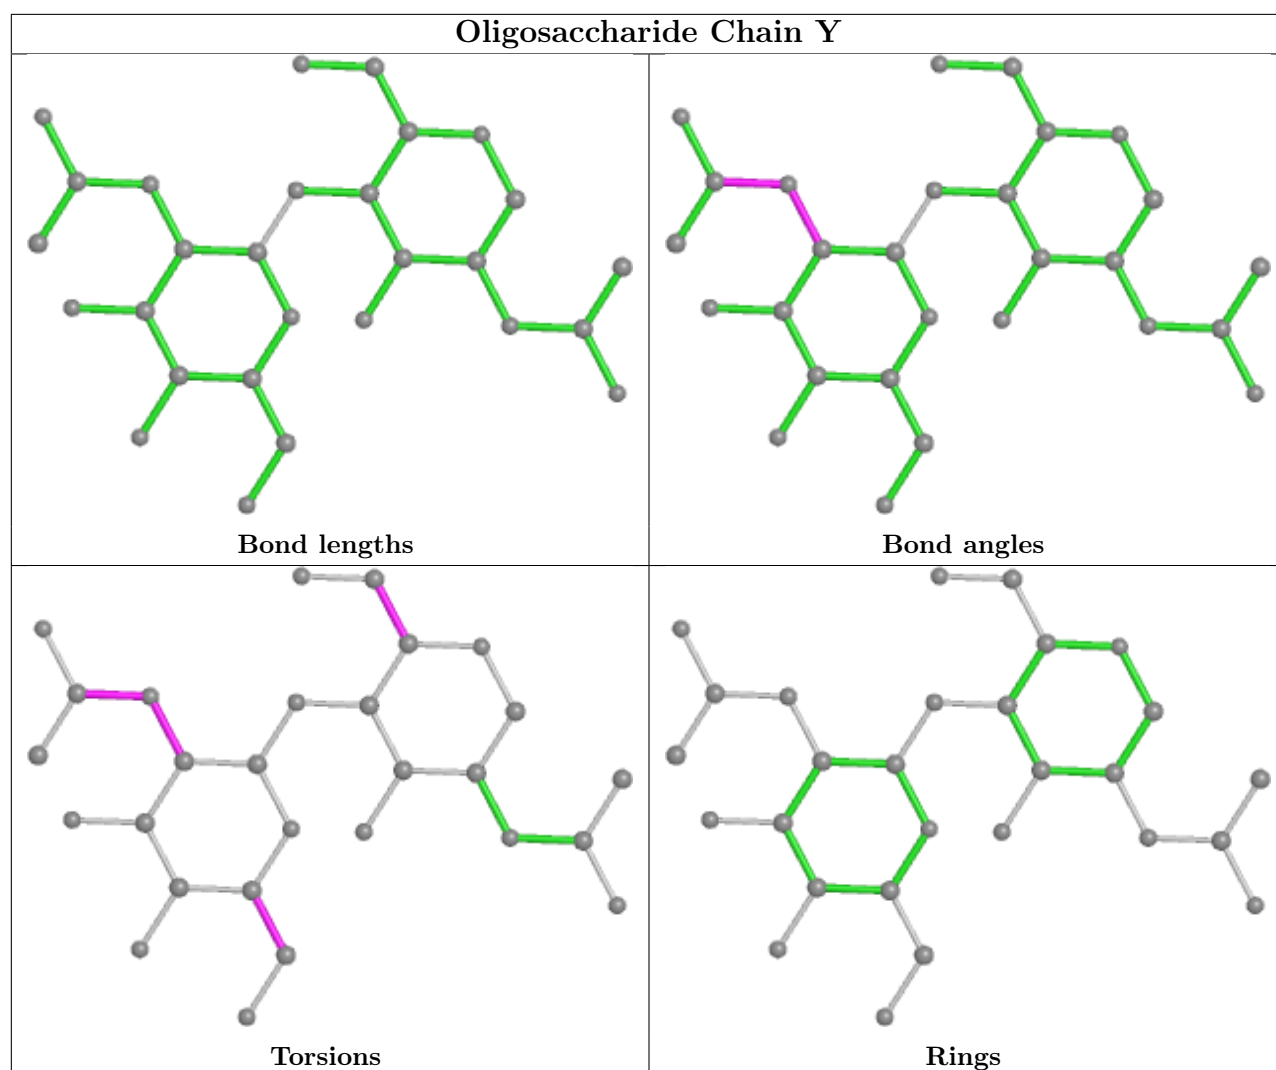 Oligosaccharide Chain Y
Bond lengths
Bond angles
Torsions
Rings